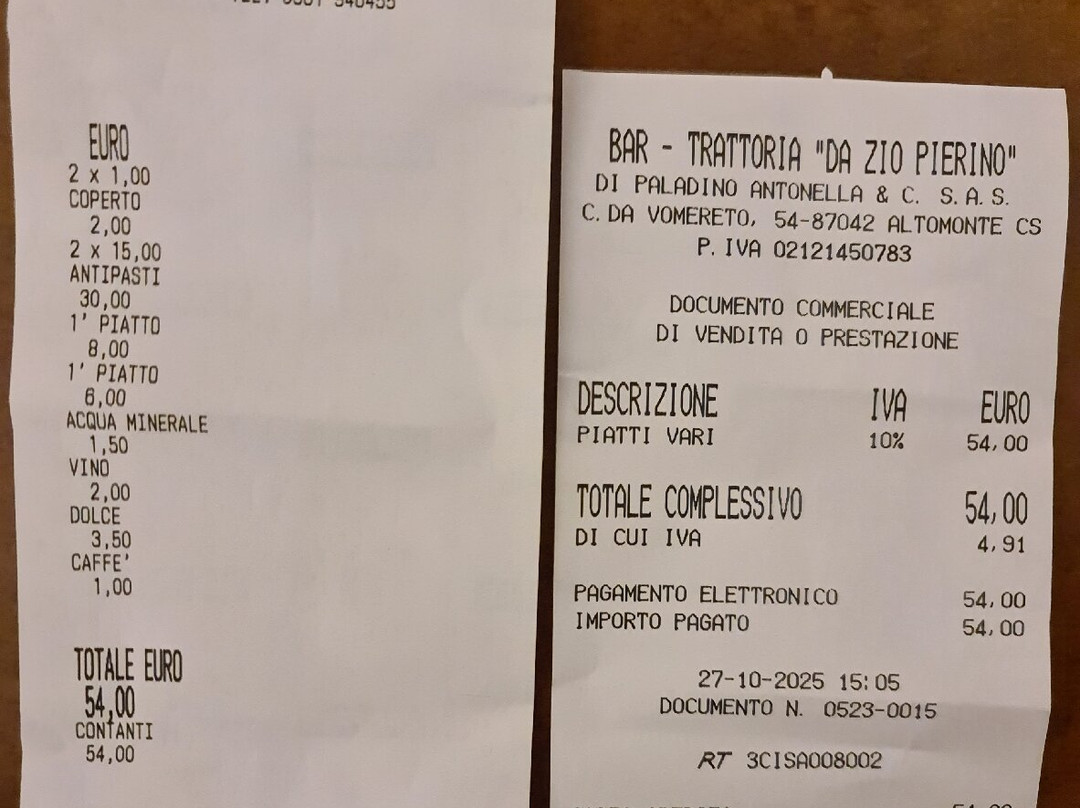 EURO
2 x 1,00
COPERTO
2,00
2 x 15,00
ANTIPASTI
30,00
1' PIATTO
8,00
1' PIATTO
6,00
ACQUA MINERALE
1,50
VINO
2,00
DOLCE
3,50
CAFFE'
1,00
TOTALE EURO
54,00
CONTANTI
54,00
BAR - TRATTORIA "DA ZIO PIERINO"
DI PALADINO ANTONELLA & C. S.A.S.
C.DA VOMERETO, 54-87042 ALTOMONTE CS
P.IVA 02121450783
DOCUMENTO COMMERCIALE
DI VENDITA O PRESTAZIONE
DESCRIZIONE IVA EURO
PIATTI VARI 10% 54,00
TOTALE COMPLESSIVO 54,00
DI CUI IVA 4,91
PAGAMENTO ELETTRONICO 54,00
IMPORTO PAGATO 54,00
27-10-2025 15:05
DOCUMENTO N. 0523-0015
RT 3CISA008002